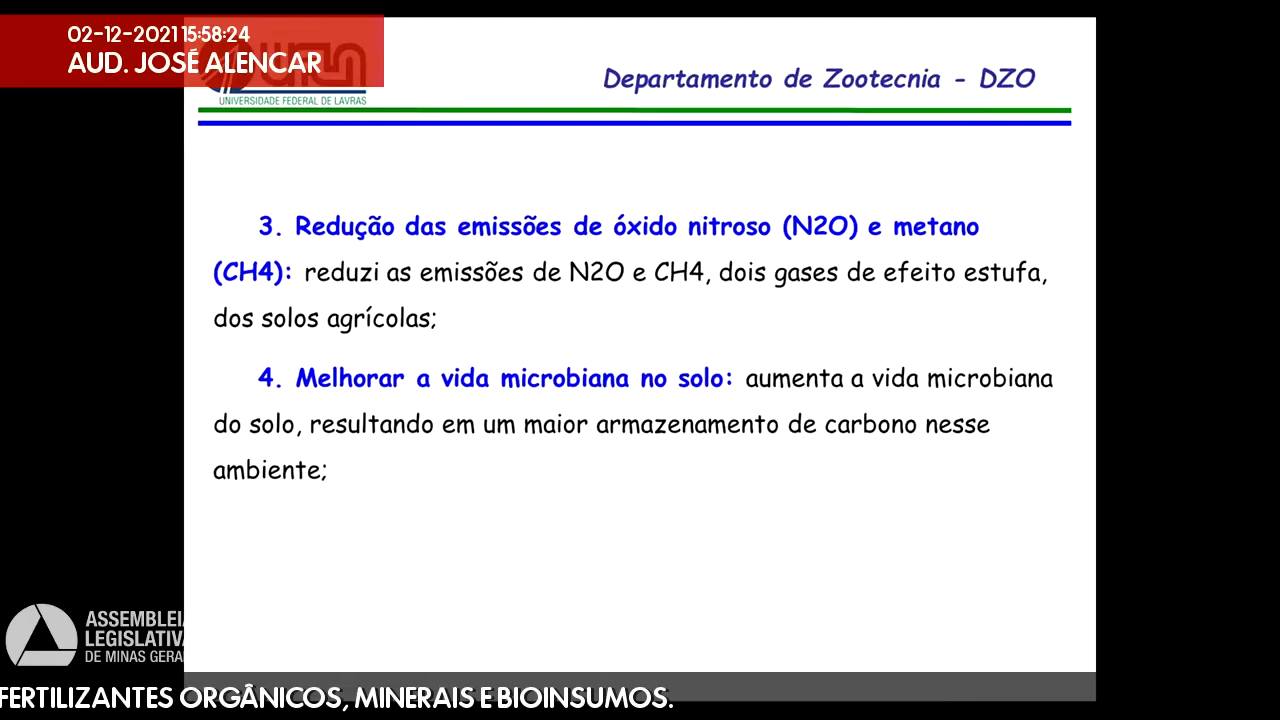 02-12-2021 15:58:24
AUD. JOSÉ ALENCAR
UNIVERSIDADE FEDERAL DE LAVRAS
Departamento de Zootecnia - DZO
3. Redução das emissões de óxido nitroso (N2O) e metano
(CH4): reduzi as emissões de N2O e CH4, dois gases de efeito estufa,
dos solos agrícolas;
4. Melhorar a vida microbiana no solo: aumenta a vida microbiana
do solo, resultando em um maior armazenamento de carbono nesse
ambiente;
ASSEMBLEIA
LEGISLATIVA
DE MINAS GERAI
FERTILIZANTES ORGÂNICOS, MINERAIS E BIOINSUMOS.